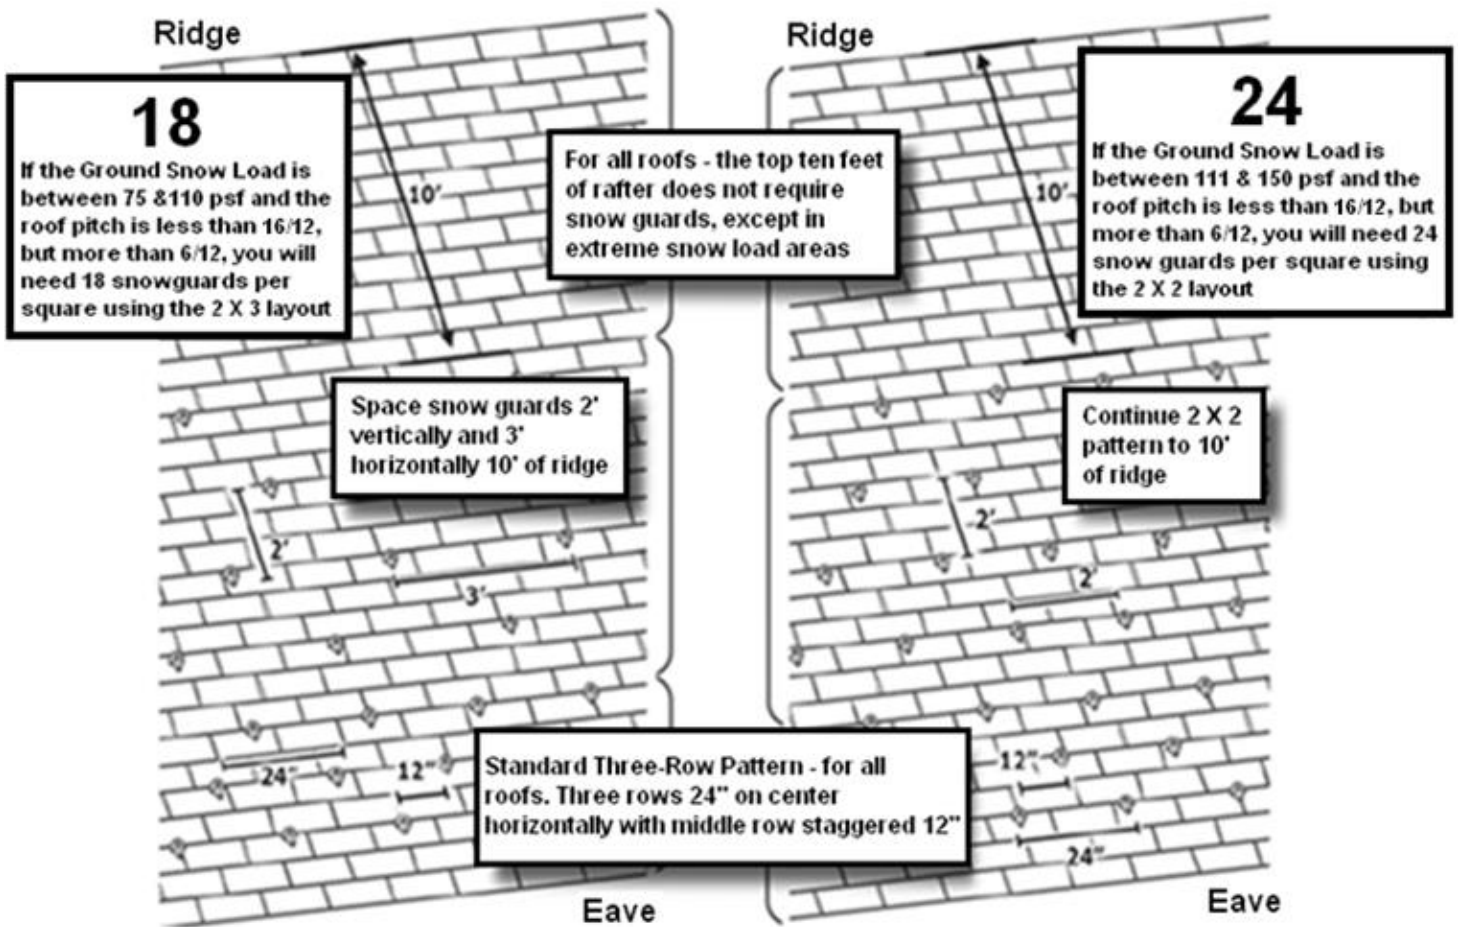 Ridge
18
If the Ground Snow Load is
between 75 &110 psf and the
roof pitch is less than 16/12,
but more than 6/12, you will
need 18 snowguards per
square using the 2 X 3 layout
10'
For all roofs - the top ten feet
of rafter does not require
snow guards, except in
extreme snow load areas
Ridge
10'
24
If the Ground Snow Load is
between 111 & 150 psf and the
roof pitch is less than 16/12, but
more than 6/12, you will need 24
snow guards per square using
the 2 X 2 layout
Space snow guards 2'
vertically and 3'
horizontally 10' of ridge
Continue 2 X 2
pattern to 10'
of ridge
2'
3'
2'
2'
24"
12"
Standard Three-Row Pattern - for all
roofs. Three rows 24" on center
horizontally with middle row staggered 12"
12"
24"
Eave
Eave